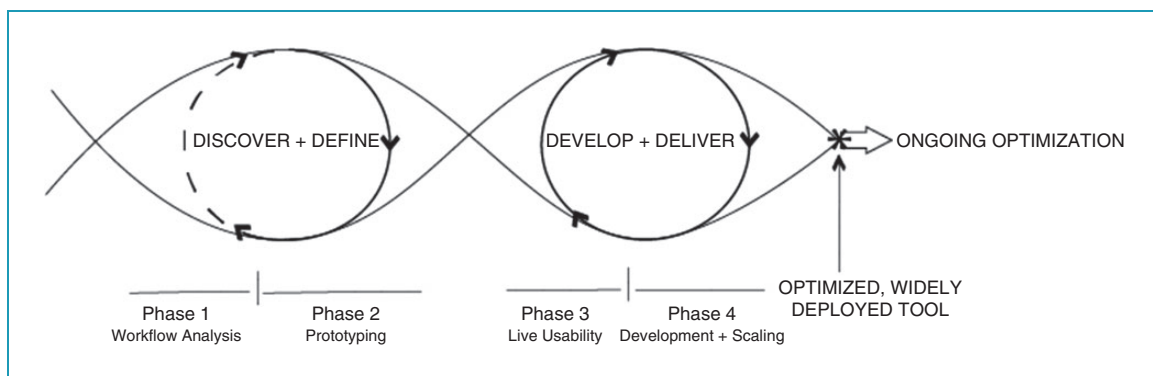 DISCOVER + DEFINE
DEVELOP + DELIVER
ONGOING OPTIMIZATION
OPTIMIZED, WIDELY
DEPLOYED TOOL
Phase 1
Workflow Analysis
Phase 2
Prototyping
Phase 3
Live Usability
Phase 4
Development + Scaling